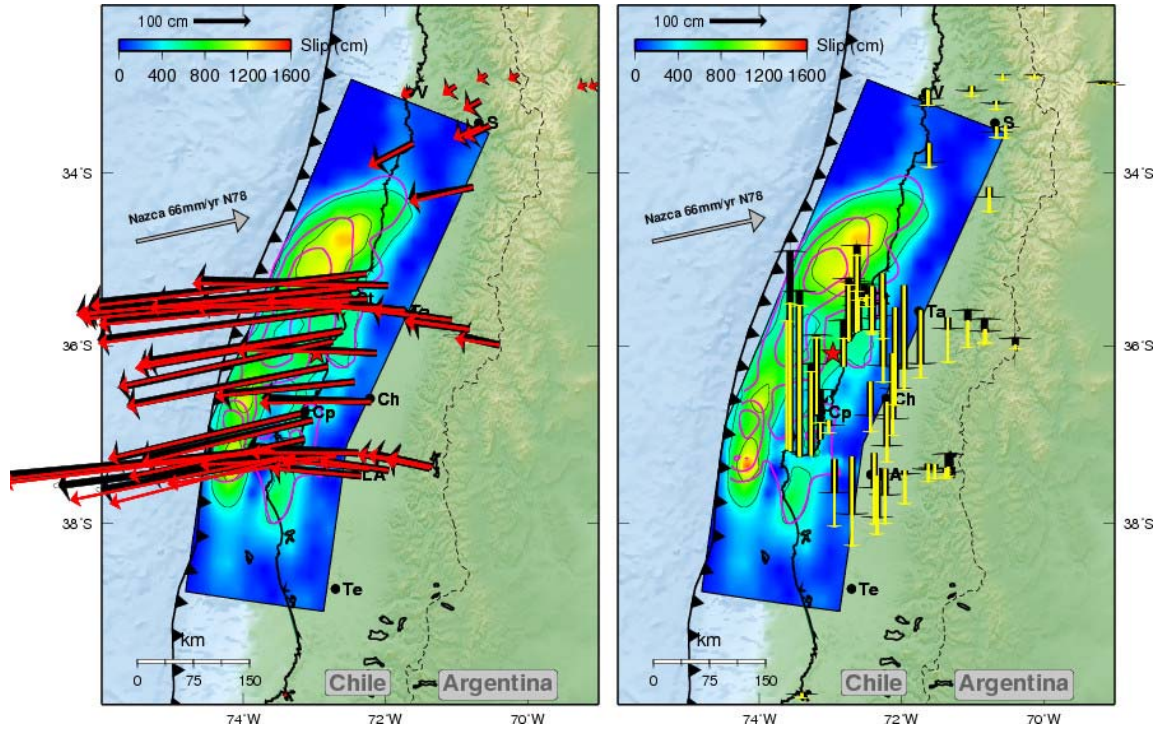 100 cm
Slip (cm)
0 400 800 1200 1600
V
S
34˚S
Nazca 66mm/yr N78
Ta
36˚S
Ch
Cp
LA
38˚S
Te
km
0 75 150
Chile
Argentina
74˚W 72˚W 70˚W
100 cm
Slip (cm)
0 400 800 1200 1600
V
S
34˚S
Nazca 66mm/yr N78
Ta
36˚S
Ch
Cp
A
38˚S
Te
km
0 75 150
Chile
Argentina
74˚W 72˚W 70˚W